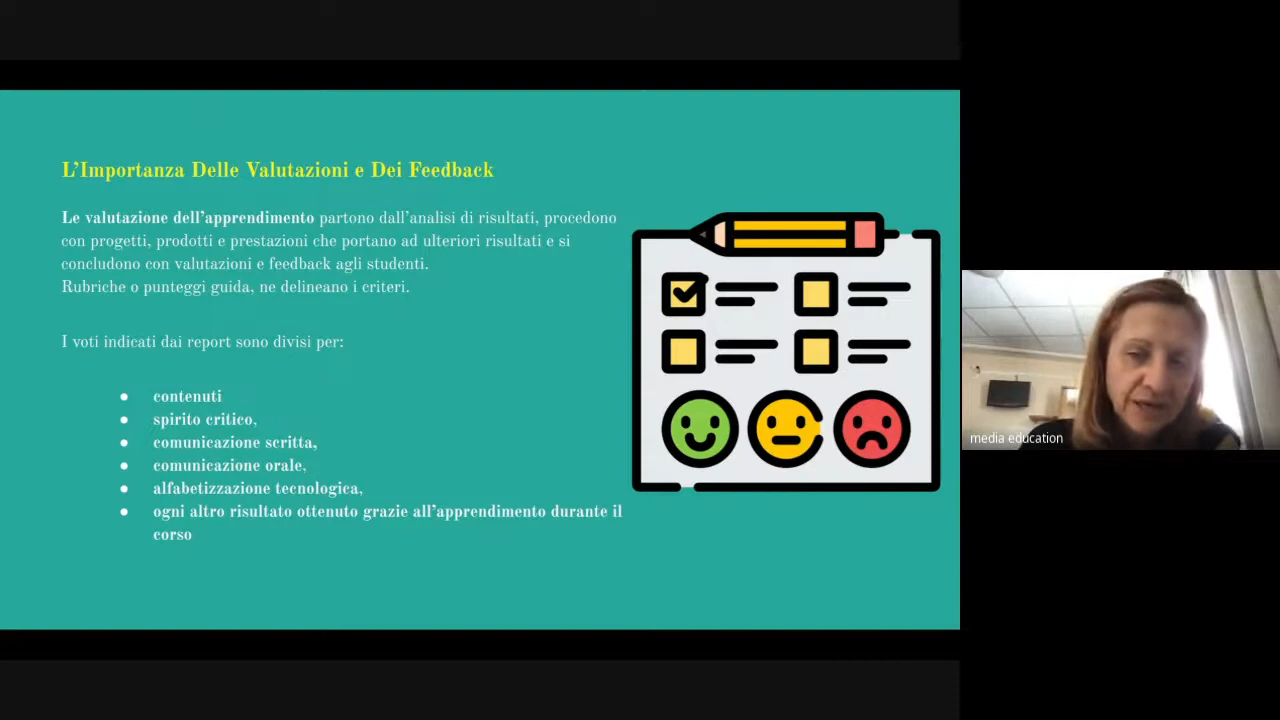 L’Importanza Delle Valutazioni e Dei Feedback
Le valutazione dell’apprendimento partono dall’analisi di risultati, procedono
con progetti, prodotti e prestazioni che portano ad ulteriori risultati e si
concludono con valutazioni e feedback agli studenti.
Rubriche o punteggi guida, ne delineano i criteri.
I voti indicati dai report sono divisi per:
● contenuti
● spirito critico,
● comunicazione scritta,
● comunicazione orale,
● alfabetizzazione tecnologica,
● ogni altro risultato ottenuto grazie all’apprendimento durante il
corso
media education